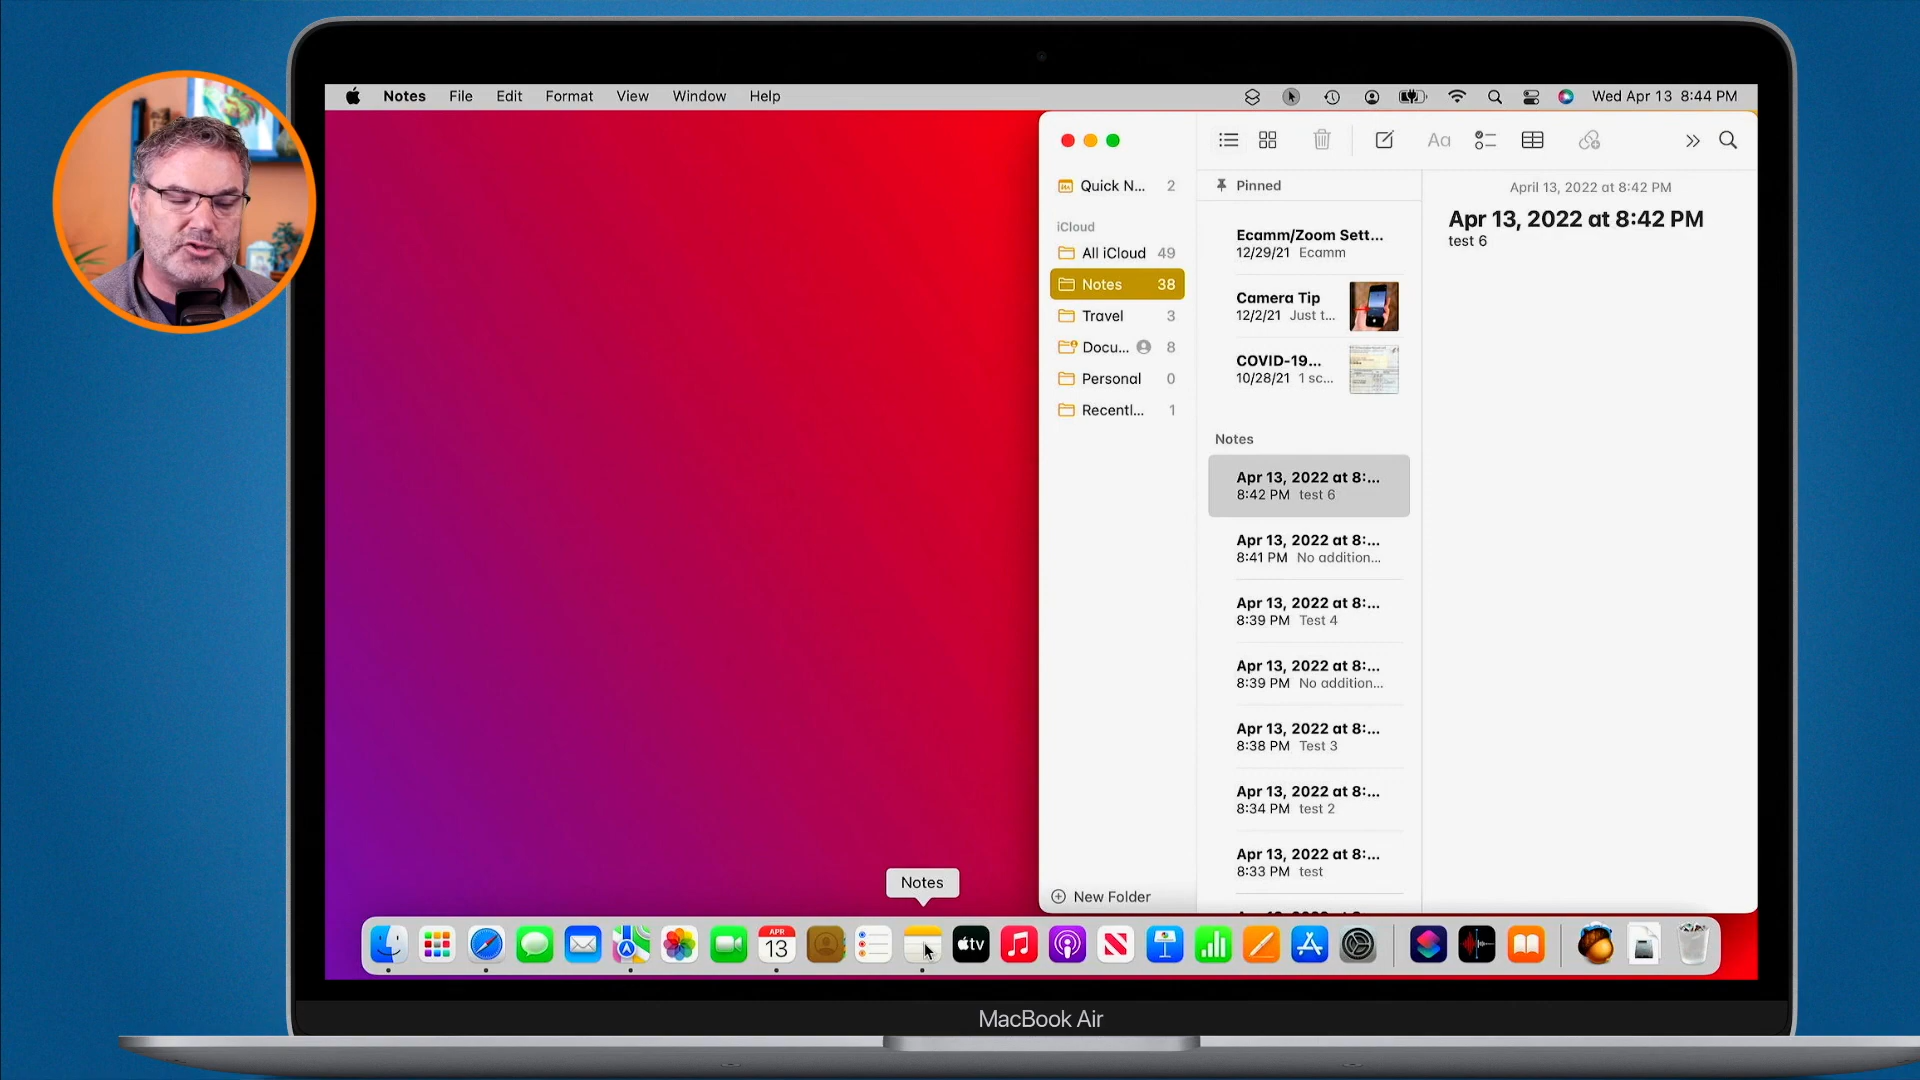 Notes File Edit Format View Window Help
Wed Apr 13 8:44 PM
Quick N... 2
iCloud
All iCloud 49
Notes 38
Travel 3
Docu... 8
Personal 0
Recentl... 1
New Folder
Pinned
Ecamm/Zoom Sett...
12/29/21 Ecamm
Camera Tip
12/2/21 Just t...
COVID-19...
10/28/21 1 sc...
Notes
Apr 13, 2022 at 8:...
8:42 PM test 6
Apr 13, 2022 at 8:...
8:41 PM No addition...
Apr 13, 2022 at 8:...
8:39 PM Test 4
Apr 13, 2022 at 8:...
8:39 PM No addition...
Apr 13, 2022 at 8:...
8:38 PM Test 3
Apr 13, 2022 at 8:...
8:34 PM test 2
Apr 13, 2022 at 8:...
8:33 PM test
Aa
April 13, 2022 at 8:42 PM
Apr 13, 2022 at 8:42 PM
test 6
Notes
APR
13
tv
MacBook Air